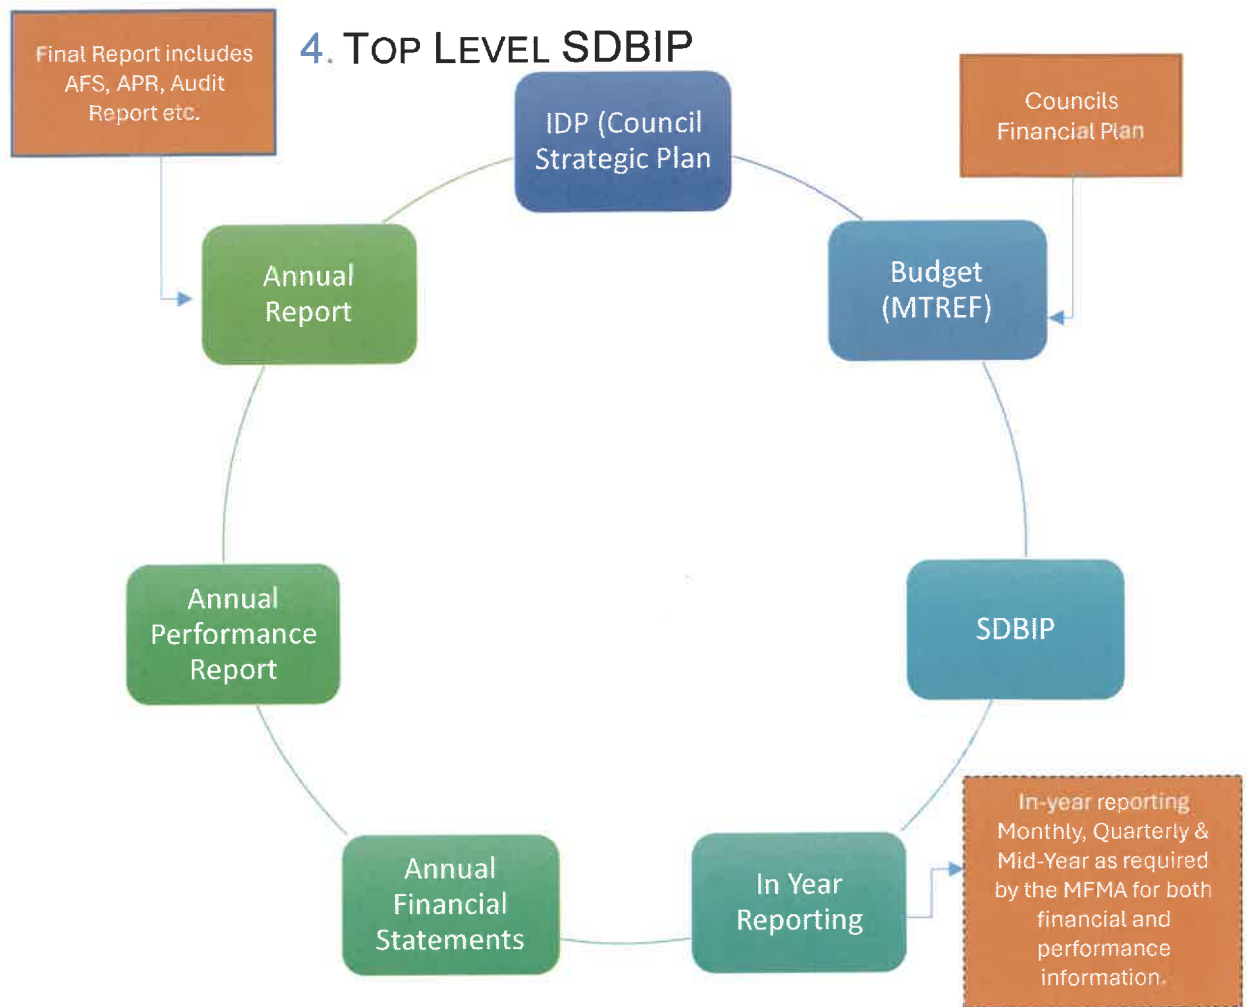 4. TOP LEVEL SDBIP
Final Report includes
AFS, APR, Audit
Report etc.
IDP (Council
Strategic Plan
Councils
Financial Plan
Budget
(MTREF)
SDBIP
In Year
Reporting
In-year reporting
Monthly, Quarterly &
Mid-Year as required
by the MFMA for both
financial and
performance
information.
Annual
Financial
Statements
Annual
Performance
Report
Annual
Report